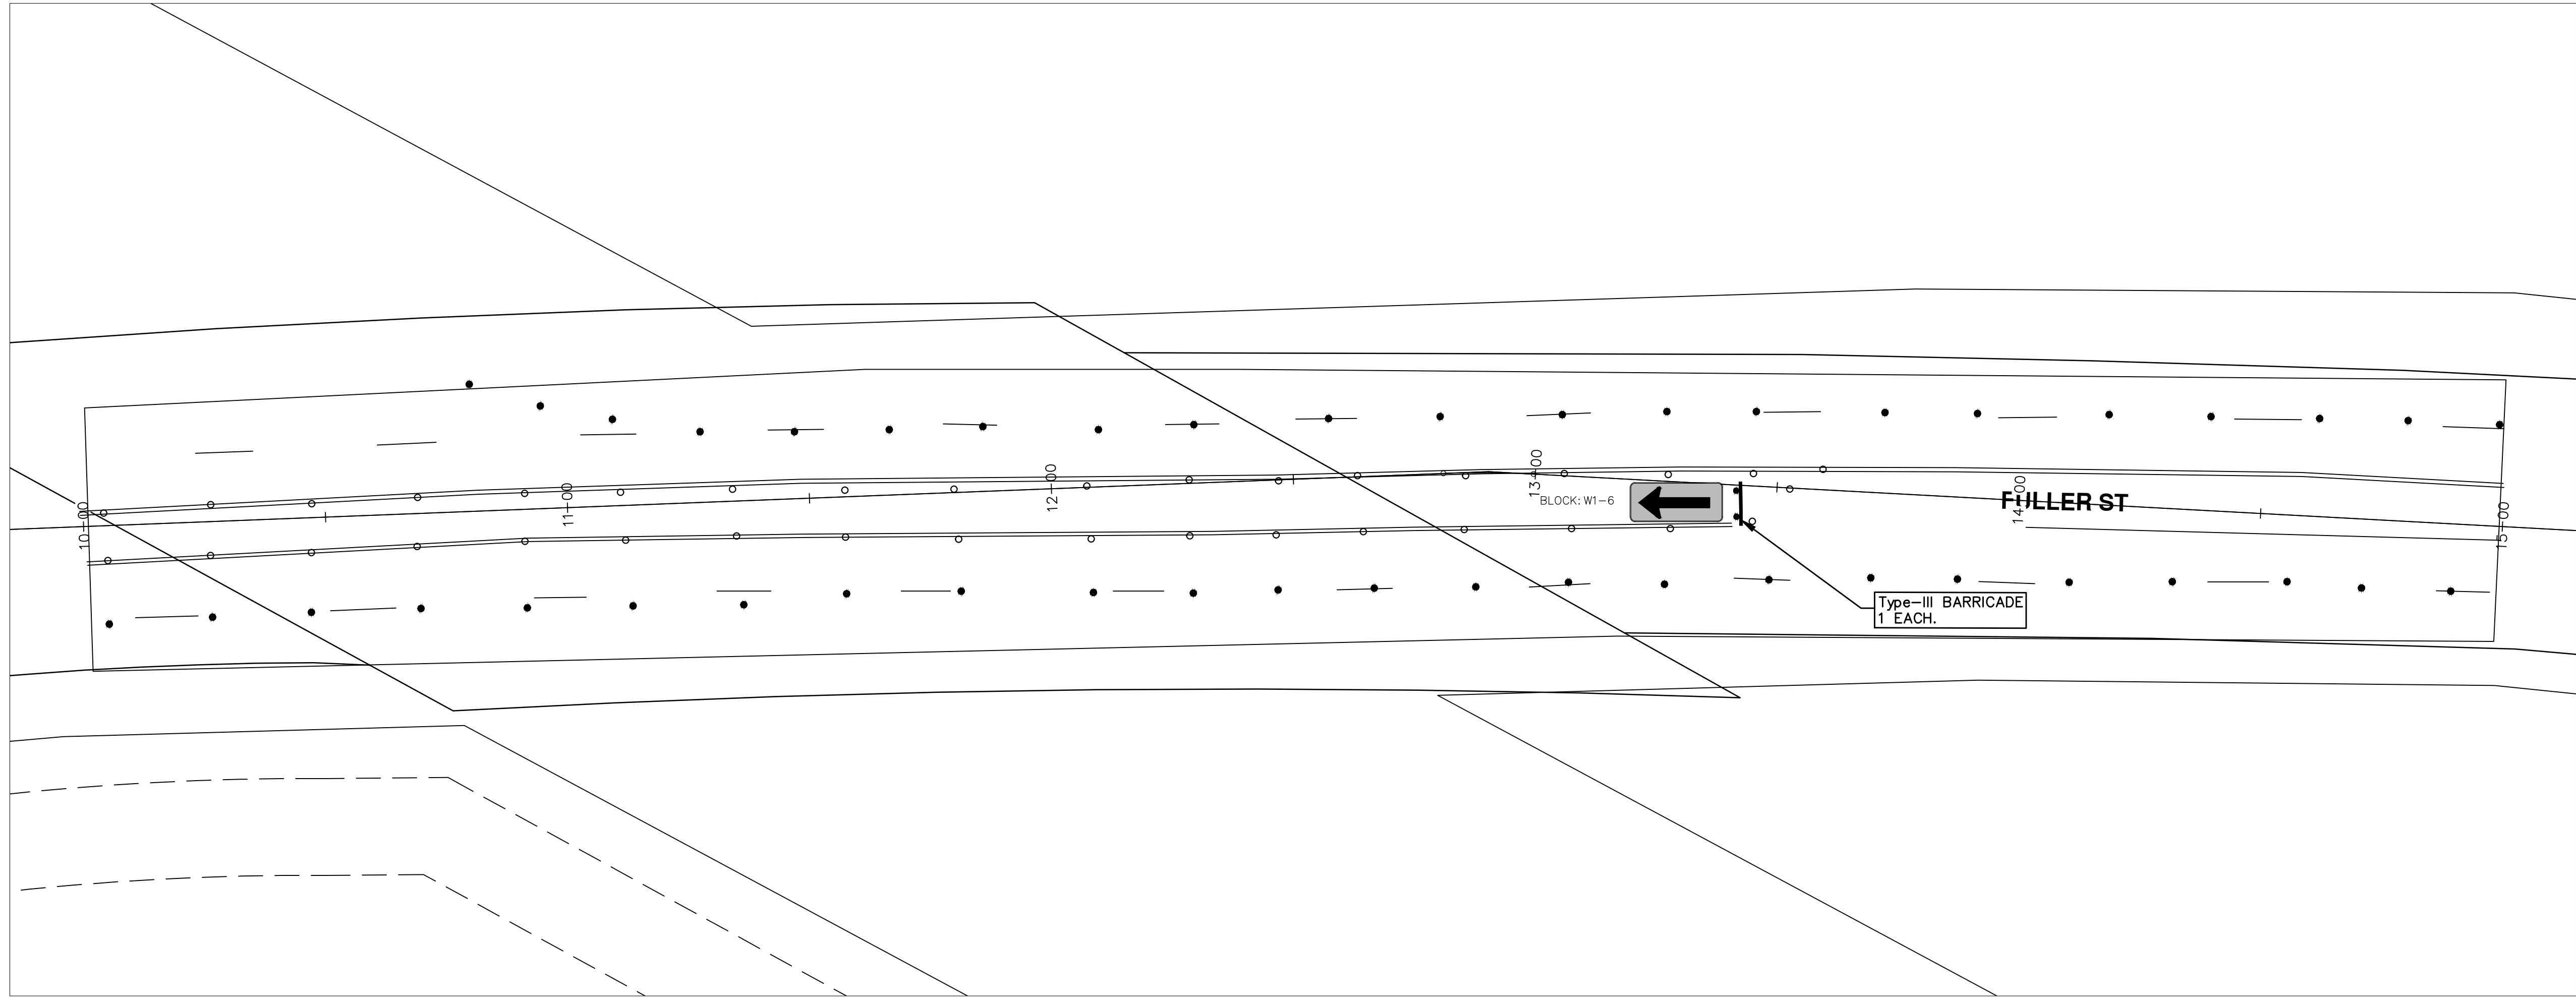 10-00
11-00
12-00
13-00
BLOCK: W1-6
14-00
FULLER ST
15-00
Type-III BARRICADE
1 EACH.